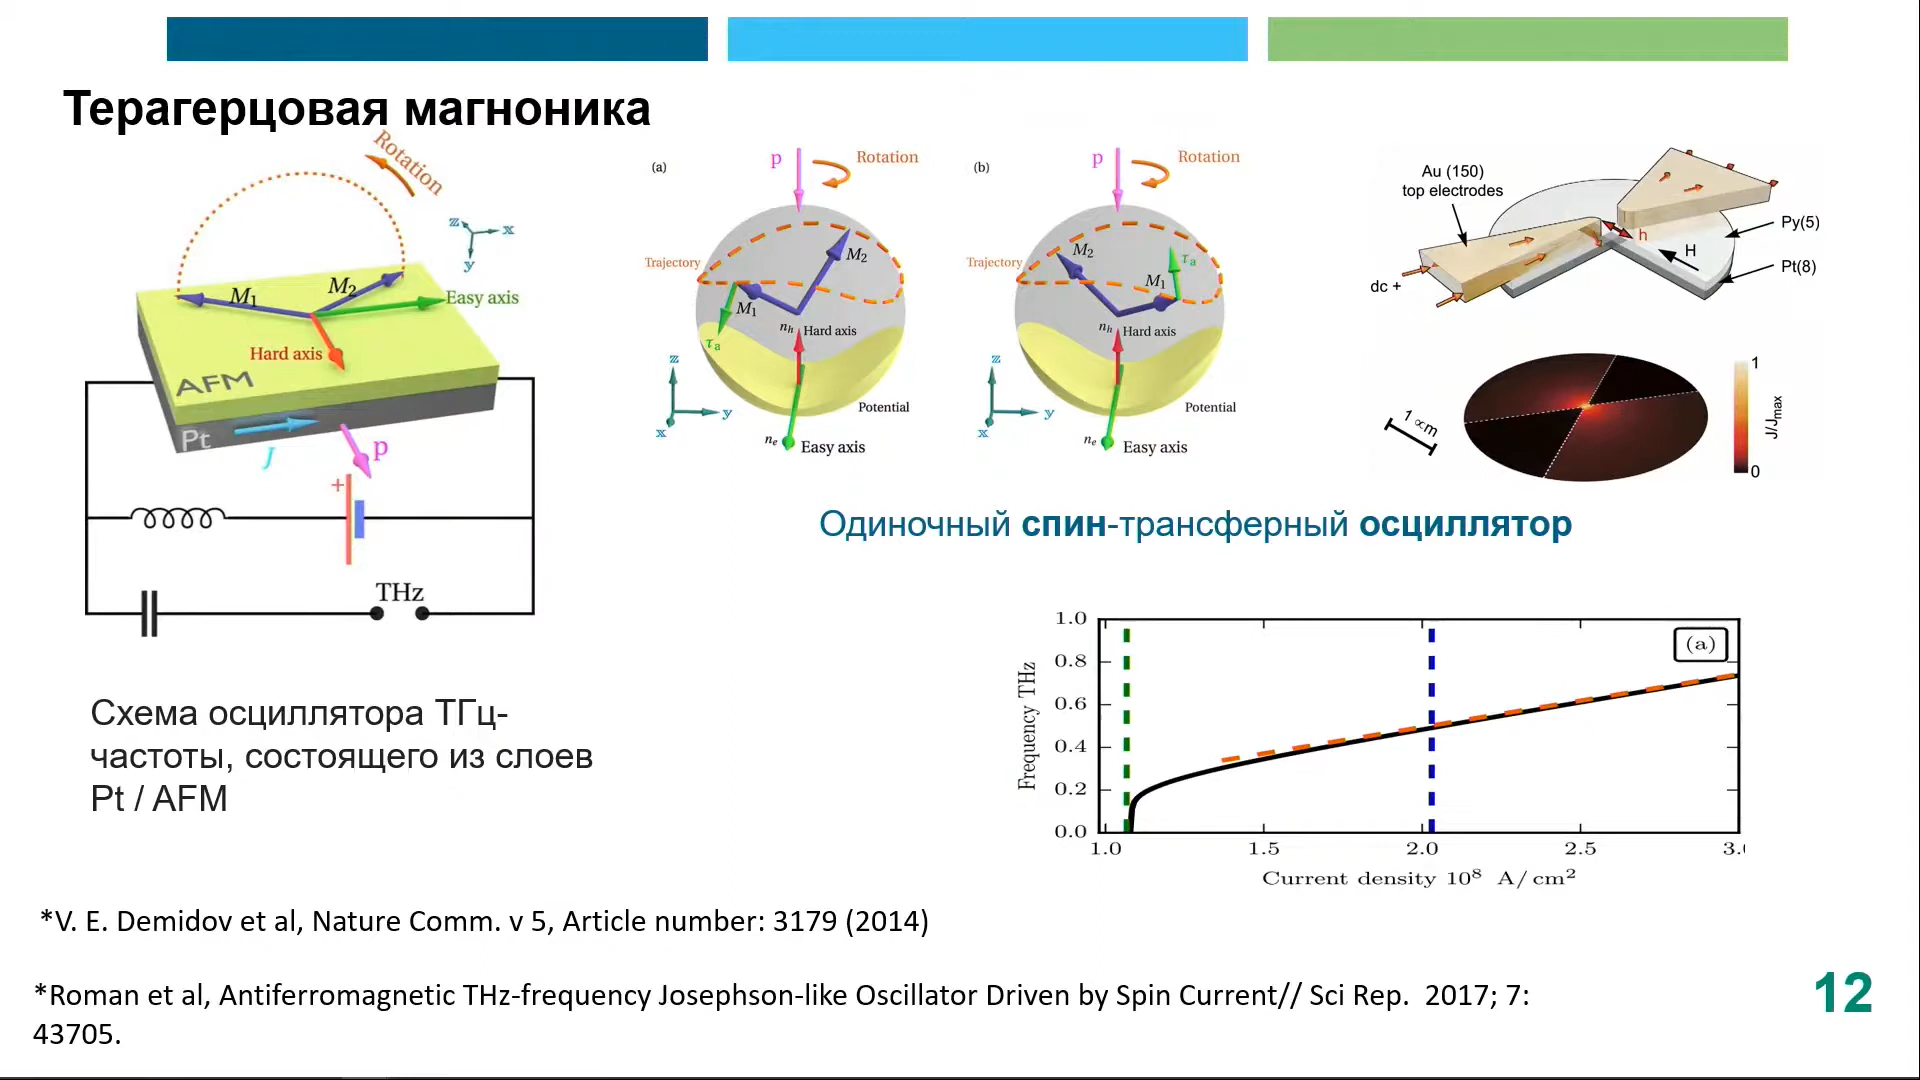 Терагерцовая магноника
Rotation
z
x
y
M1
M2
Easy axis
Hard axis
AFM
Pt
J
p
+
THz
(a)
p
Rotation
Trajectory
M2
M1
τa
nh Hard axis
z
y
x
Potential
ne Easy axis
(b)
p
Rotation
Trajectory
M2
τa
M1
nh Hard axis
z
y
x
Potential
ne Easy axis
Au (150)
top electrodes
Py(5)
h
H
Pt(8)
dc +
1 ∝m
1
J/Jmax
0
Одиночный спин-трансферный осциллятор
Схема осциллятора ТГц-
частоты, состоящего из слоев
Pt / AFM
(a)
Frequency THz
1.0
0.8
0.6
0.4
0.2
0.0
1.0 1.5 2.0 2.5 3.
Current density 10⁸ A/cm²
*V. E. Demidov et al, Nature Comm. v 5, Article number: 3179 (2014)
*Roman et al, Antiferromagnetic THz-frequency Josephson-like Oscillator Driven by Spin Current// Sci Rep. 2017; 7:
43705.
12